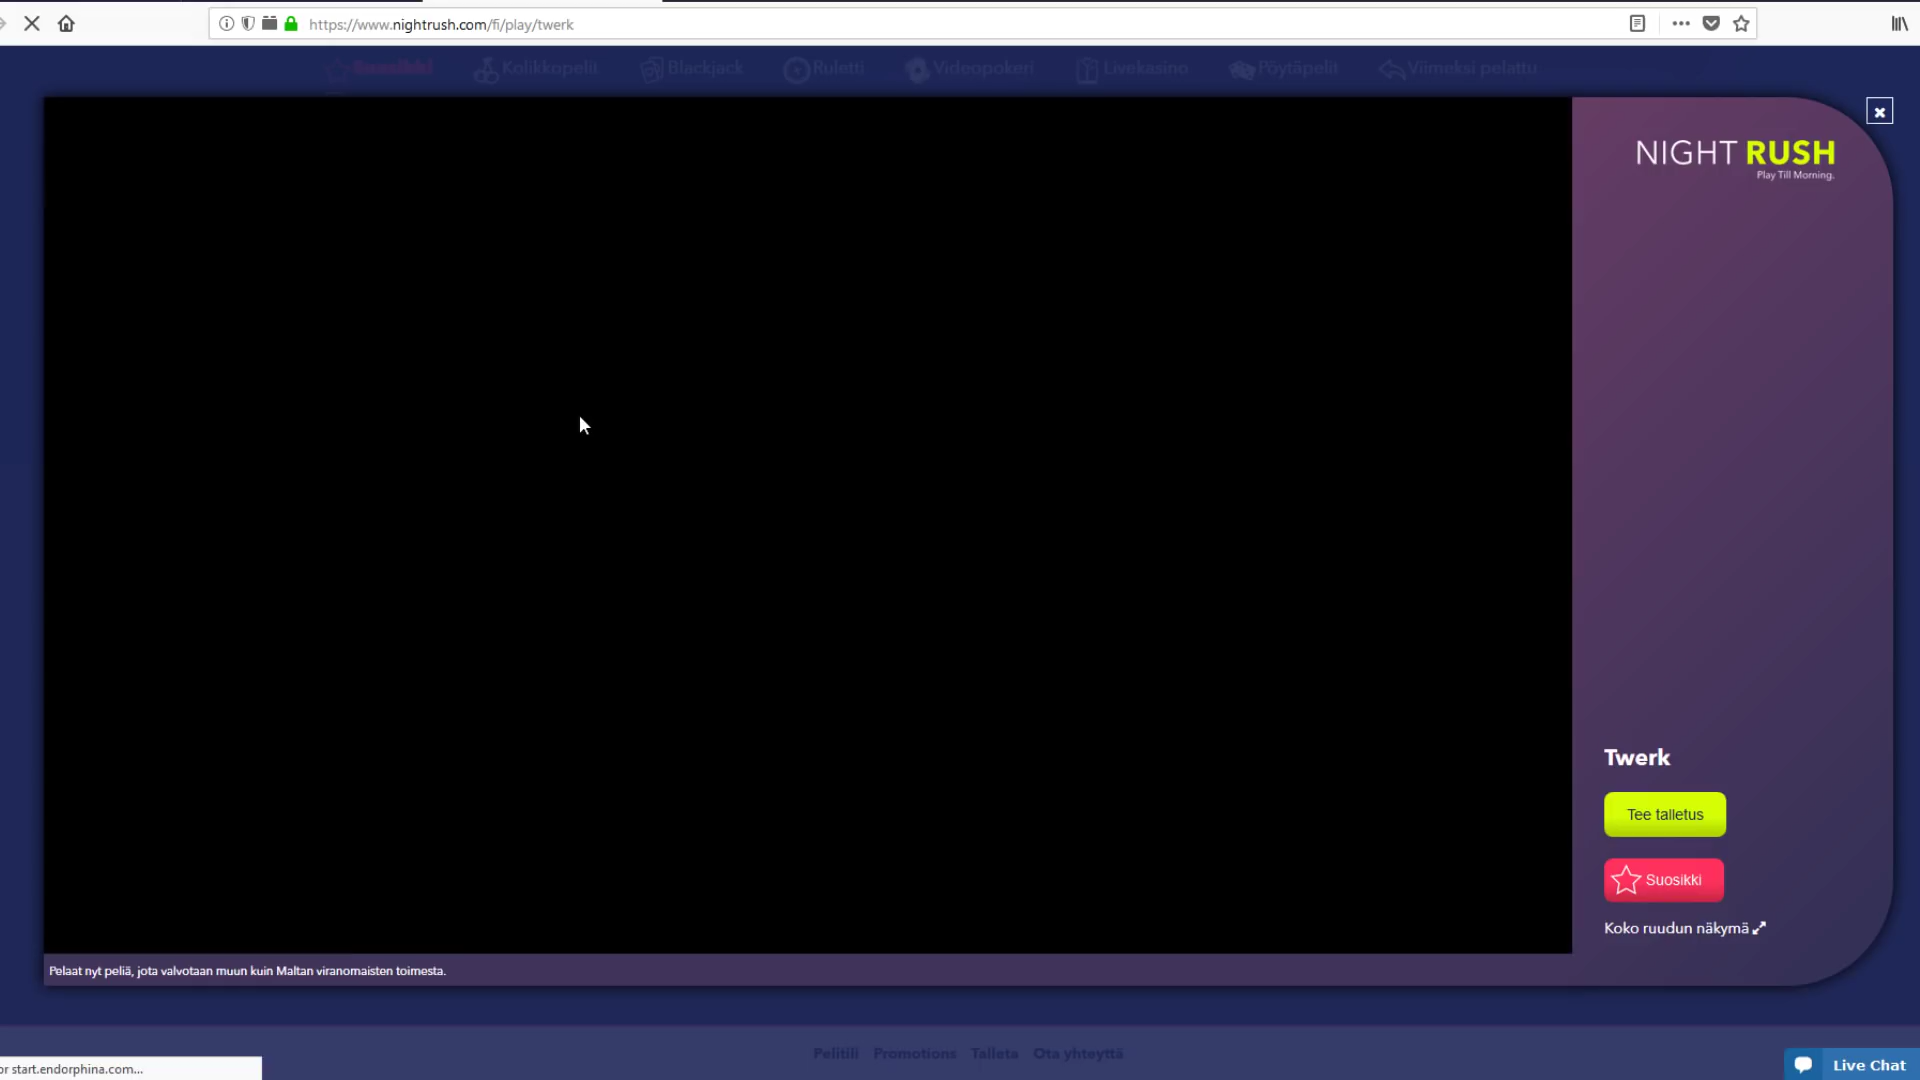 https://www.nightrush.com/fi/play/twerk
Suosikki Kolikkopelit Blackjack Ruletti Videopokeri Livekasino Pöytäpelit Viimeksi pelattu
NIGHT RUSH
Play Till Morning.
Twerk
Tee talletus
Suosikki
Koko ruudun näkymä
Pelaat nyt peliä, jota valvotaan muun kuin Maltan viranomaisten toimesta.
Pelitili Promotions Talleta Ota yhteyttä
or start.endorphina.com...
Live Chat